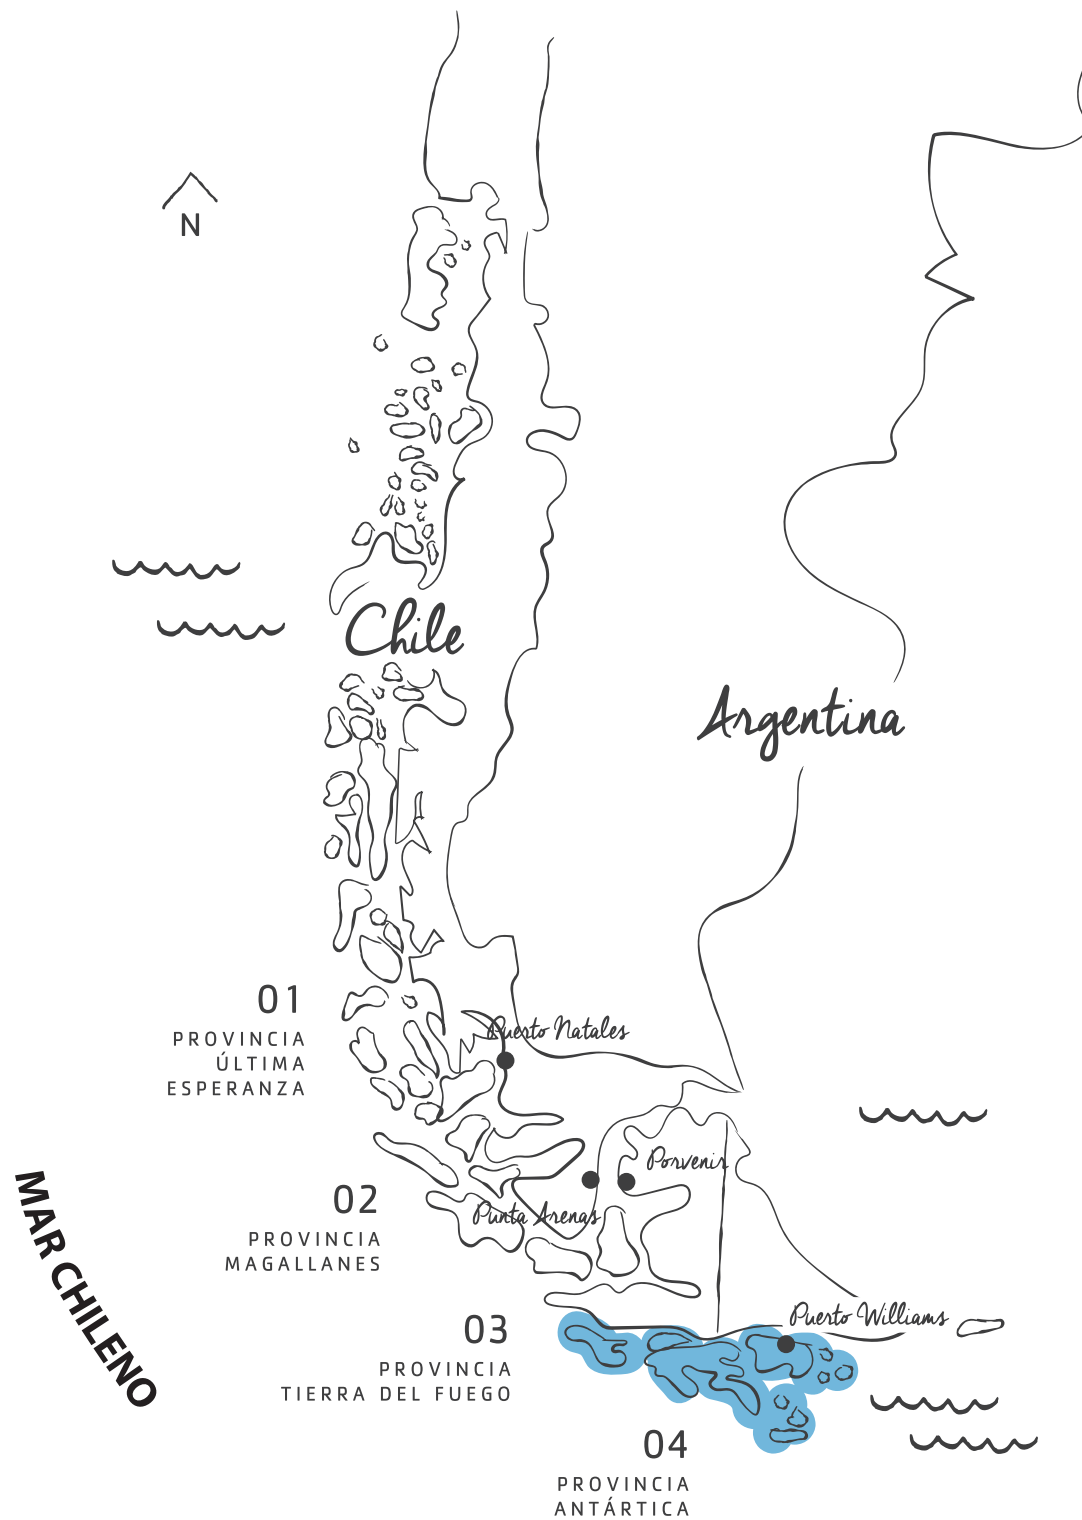 N
Chile
Argentina
01
PROVINCIA
ÚLTIMA
ESPERANZA
Puerto Natales
Porvenir
02
PROVINCIA
MAGALLANES
Punta Arenas
MAR CHILENO
03
PROVINCIA
TIERRA DEL FUEGO
Puerto Williams
04
PROVINCIA
ANTÁRTICA